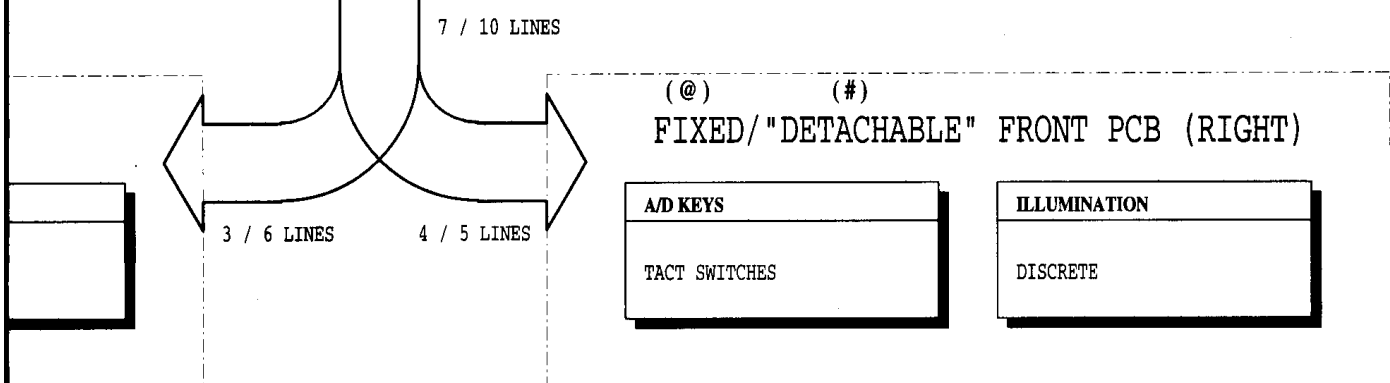 7 / 10 LINES
(@) (#)
FIXED/"DETACHABLE" FRONT PCB (RIGHT)
A/D KEYS
ILLUMINATION
3 / 6 LINES
4 / 5 LINES
TACT SWITCHES
DISCRETE